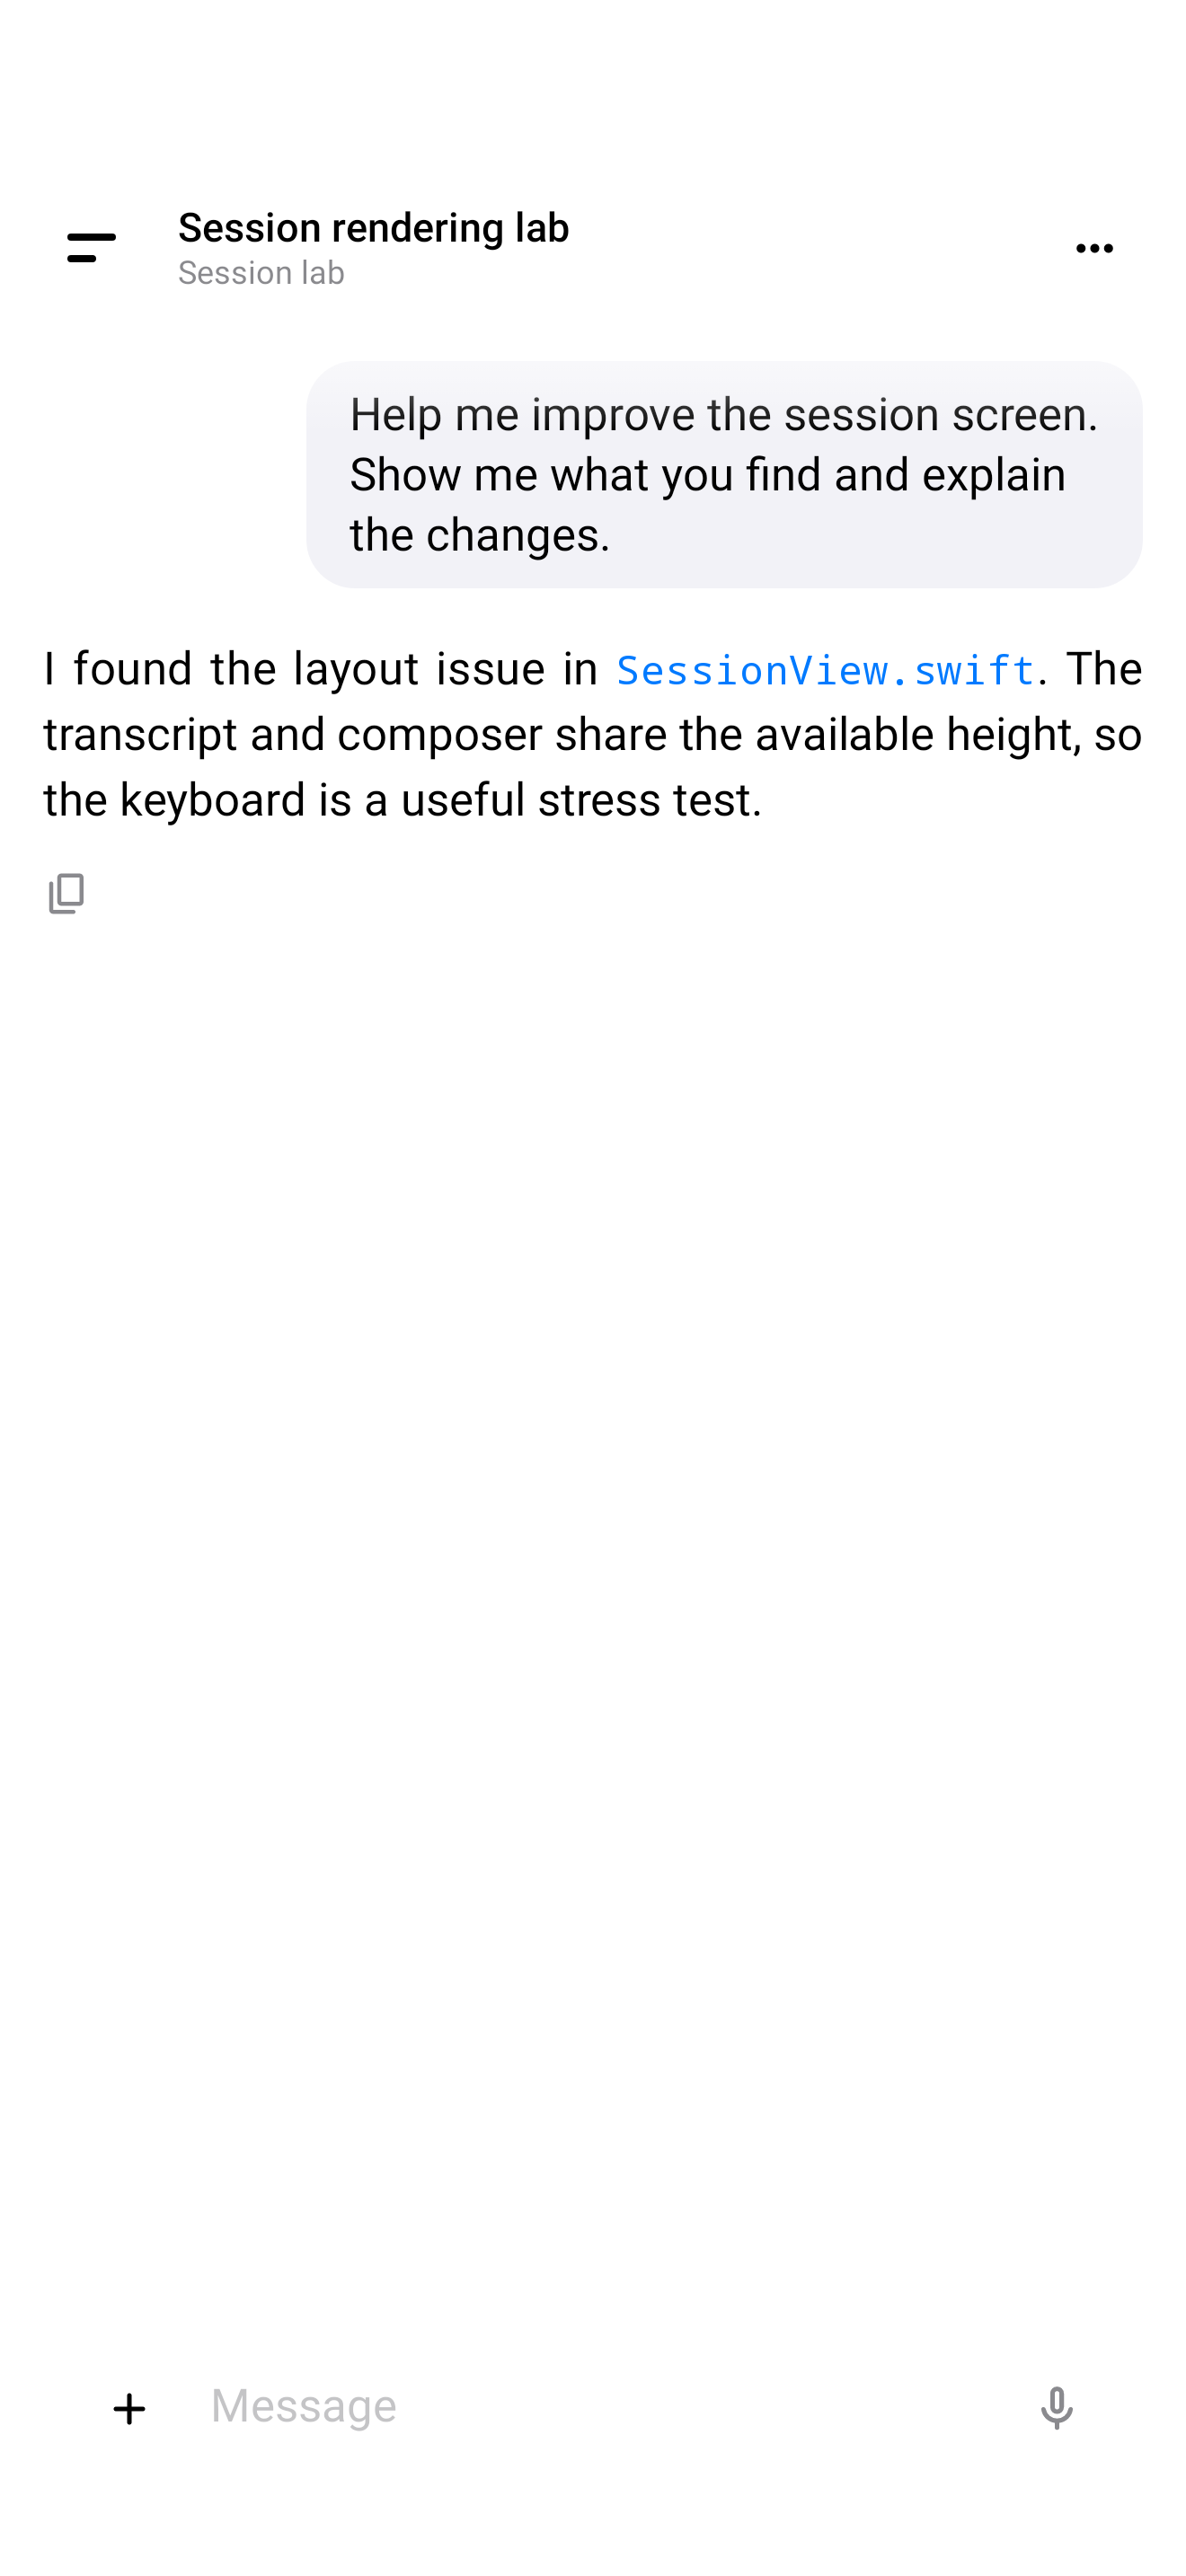 Session rendering lab
Session lab
Help me improve the session screen.
Show me what you find and explain
the changes.
I found the layout issue in SessionView.swift. The
transcript and composer share the available height, so
the keyboard is a useful stress test.
Message